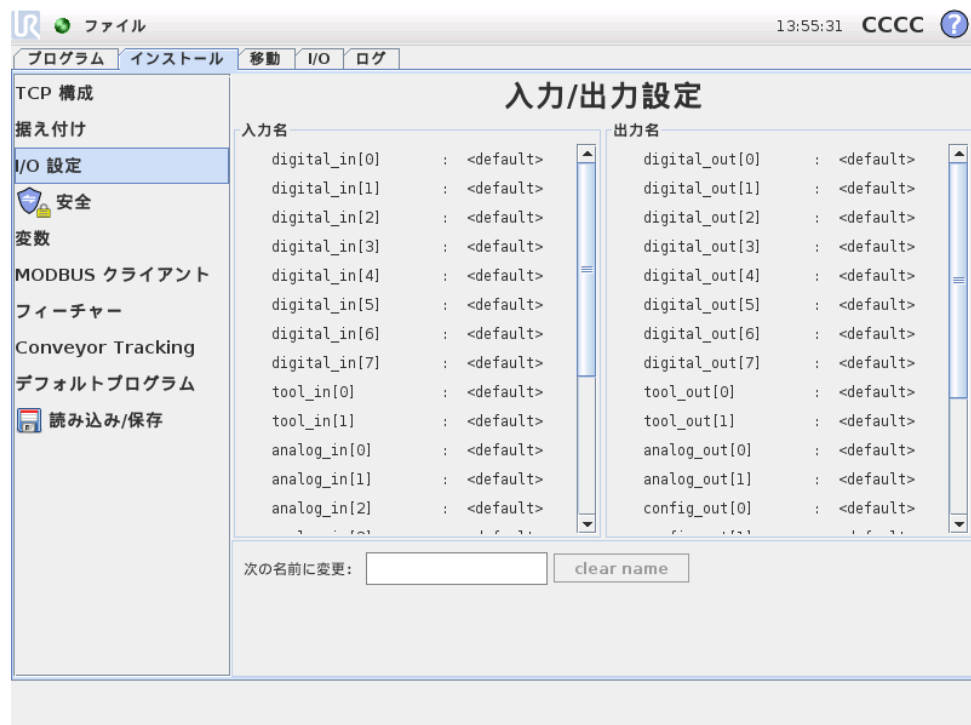 UR ファイル 13:55:31 CCCC ?
プログラム インストール 移動 I/O ログ
TCP 構成
据え付け
I/O 設定
安全
変数
MODBUS クライアント
フィーチャー
Conveyor Tracking
デフォルトプログラム
読み込み/保存
入力/出力設定
入力名
digital_in[0] : <default>
digital_in[1] : <default>
digital_in[2] : <default>
digital_in[3] : <default>
digital_in[4] : <default>
digital_in[5] : <default>
digital_in[6] : <default>
digital_in[7] : <default>
tool_in[0] : <default>
tool_in[1] : <default>
analog_in[0] : <default>
analog_in[1] : <default>
analog_in[2] : <default>
出力名
digital_out[0] : <default>
digital_out[1] : <default>
digital_out[2] : <default>
digital_out[3] : <default>
digital_out[4] : <default>
digital_out[5] : <default>
digital_out[6] : <default>
digital_out[7] : <default>
tool_out[0] : <default>
tool_out[1] : <default>
analog_out[0] : <default>
analog_out[1] : <default>
config_out[0] : <default>
次の名前に変更: clear name